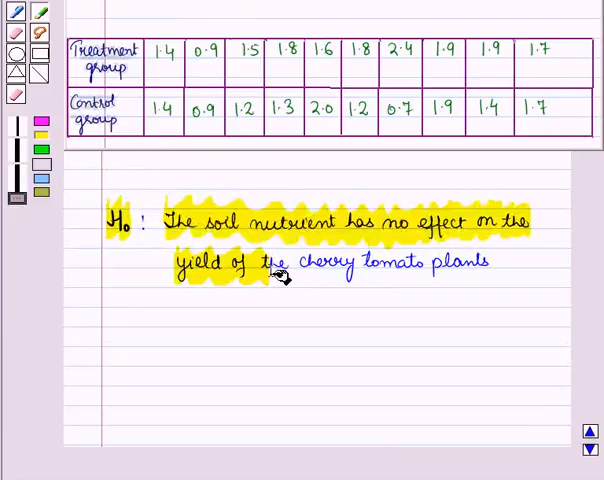 Treatment group 1.4 0.9 1.5 1.8 1.6 1.8 2.4 1.9 1.9 1.7
Control group 1.4 0.9 1.2 1.3 2.0 1.2 0.7 1.9 1.4 1.7
H₀ : The soil nutrient has no effect on the
yield of the cherry tomato plants